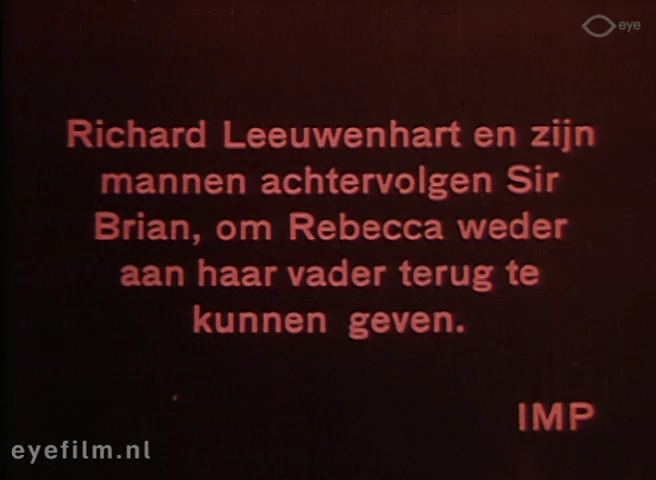 eye
Richard Leeuwenhart en zijn
mannen achtervolgen Sir
Brian, om Rebecca weder
aan haar vader terug te
kunnen geven.
IMP
eyefilm.nl